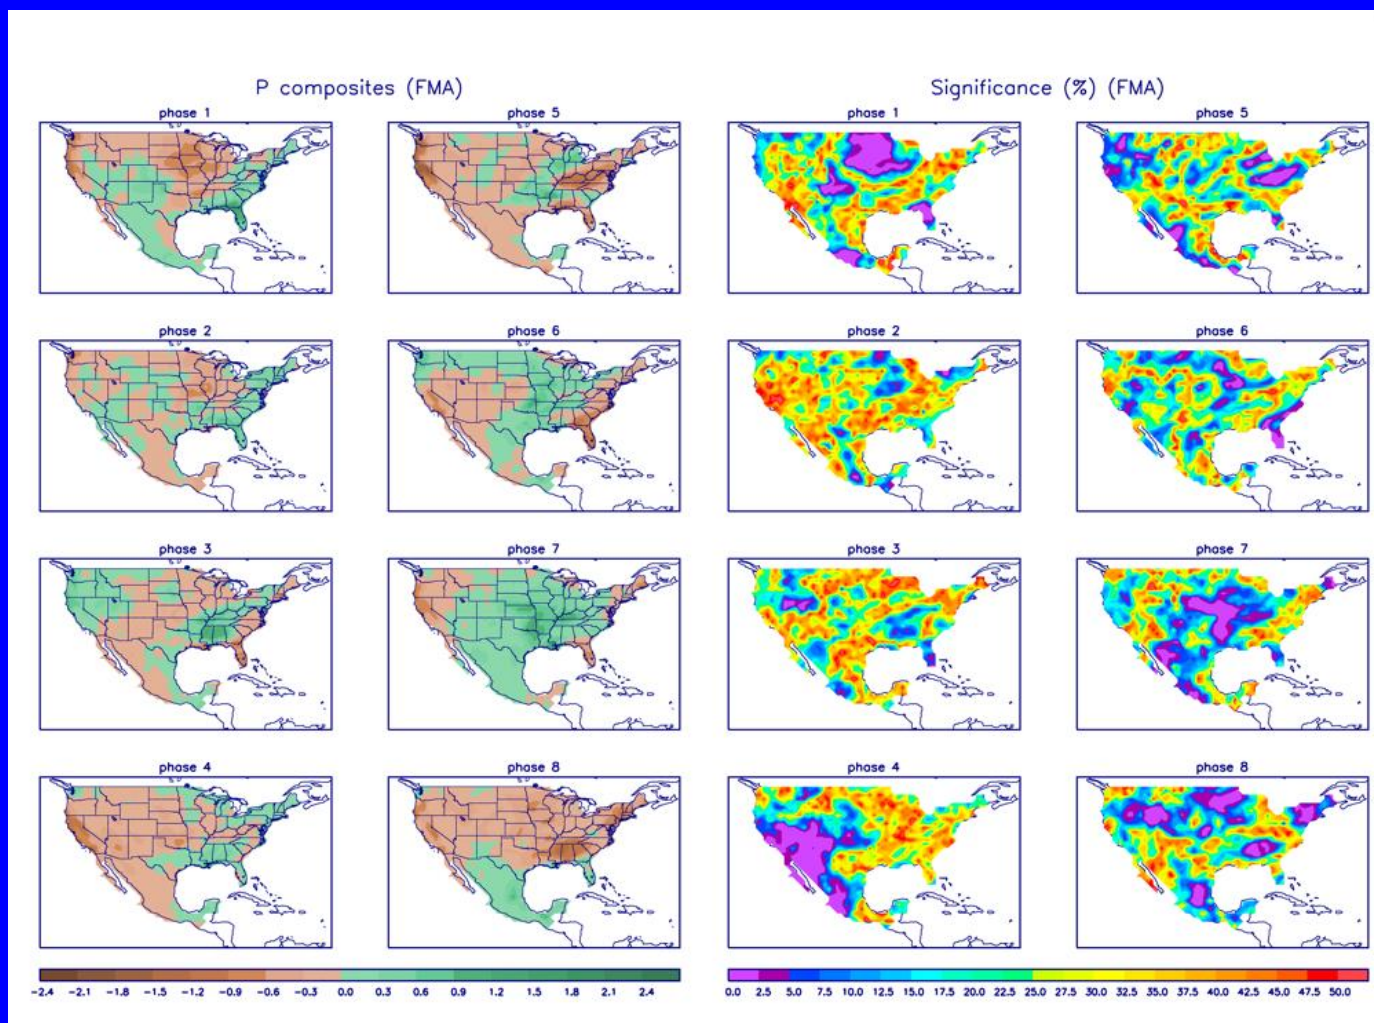 P composites (FMA)
Significance (%) (FMA)
phase 1
phase 5
phase 1
phase 5
phase 2
phase 6
phase 2
phase 6
phase 3
phase 7
phase 3
phase 7
phase 4
phase 8
phase 4
phase 8
-2.4 -2.1 -1.8 -1.5 -1.2 -0.9 -0.6 -0.3 0.0 0.3 0.6 0.9 1.2 1.5 1.8 2.1 2.4
0.0 2.5 5.0 7.5 10.0 12.5 15.0 17.5 20.0 22.5 25.0 27.5 30.0 32.5 35.0 37.5 40.0 42.5 45.0 47.5 50.0